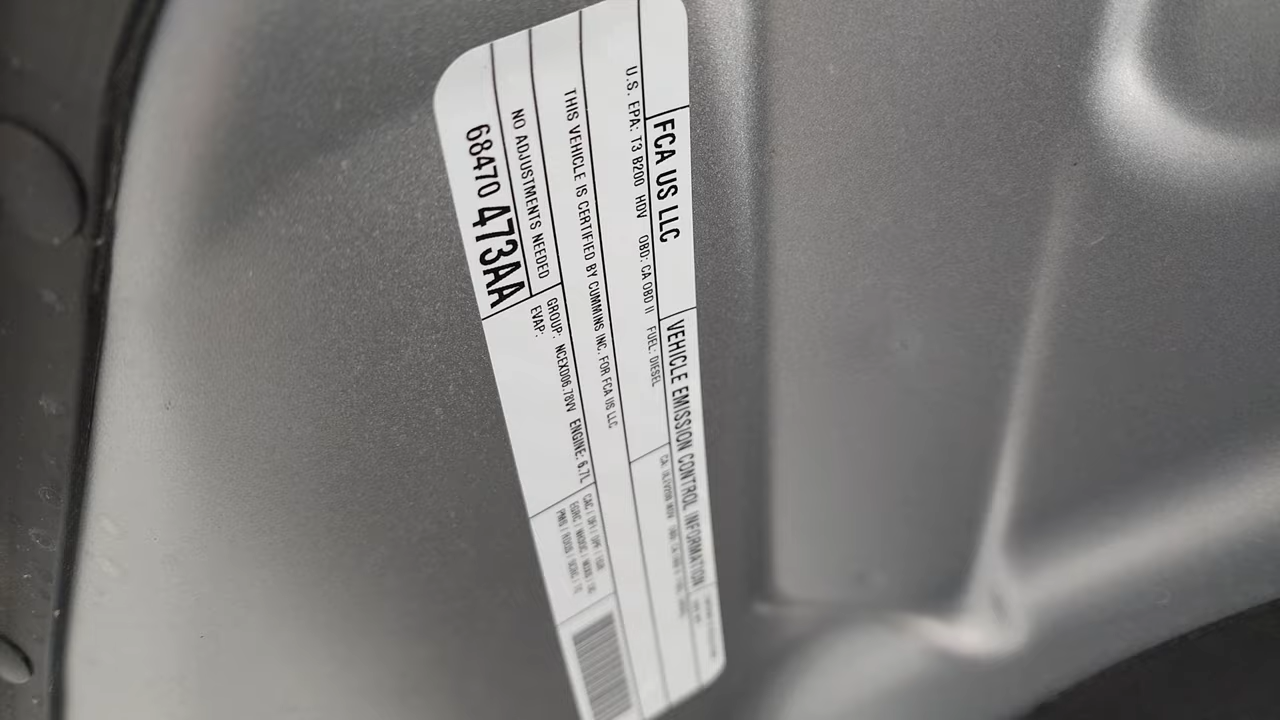 FCA US LLC
VEHICLE EMISSION CONTROL INFORMATION
U.S. EPA: T3 B200 HDV OBD: CA OBD II FUEL: DIESEL
THIS VEHICLE IS CERTIFIED BY CUMMINS INC. FOR FCA US LLC
NO ADJUSTMENTS NEEDED
GROUP: NCEXD06.78VV ENGINE: 6.7L
EVAP:
68470 473AA